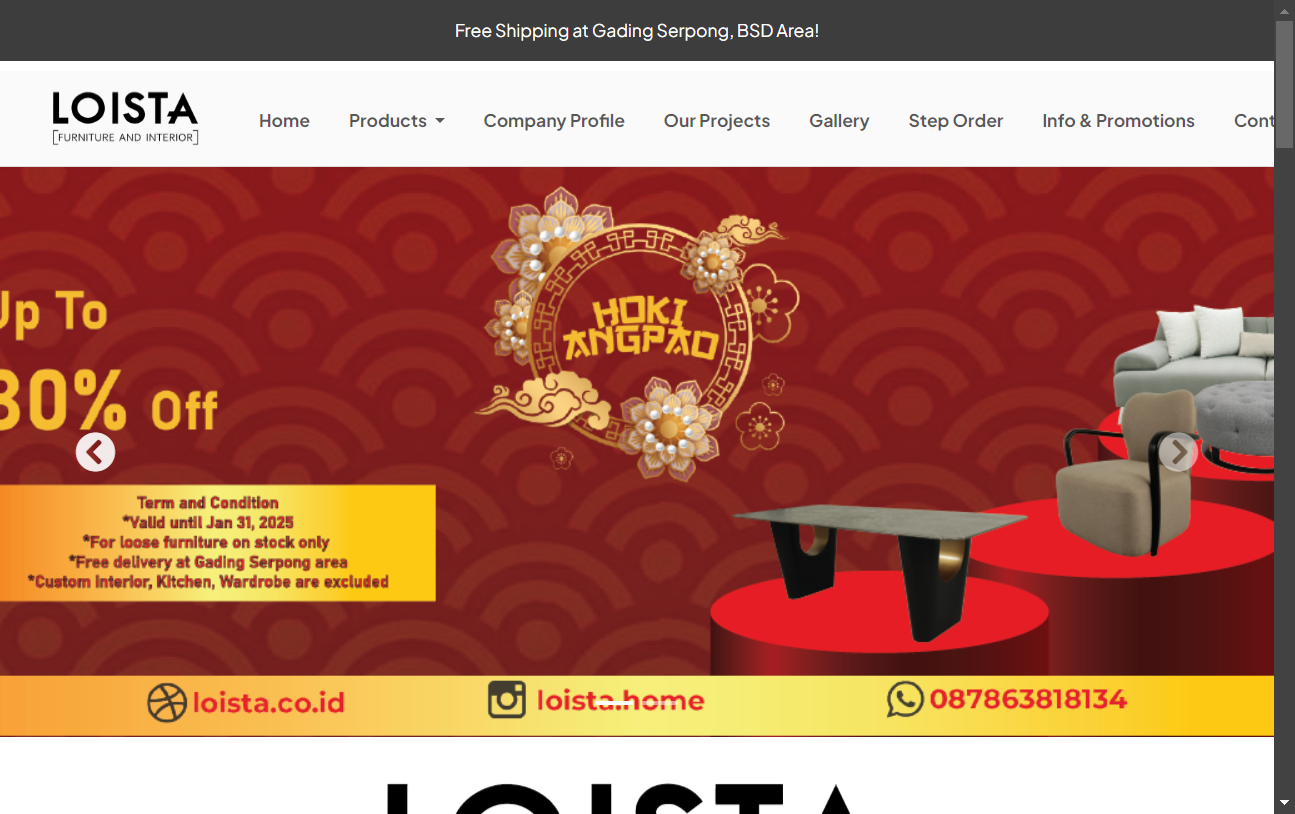 Free Shipping at Gading Serpong, BSD Area!
LOISTA
[FURNITURE AND INTERIOR]
Home
Products
Company Profile
Our Projects
Gallery
Step Order
Info & Promotions
Cont
Up To
30% Off
HOKI
ANGPAO
Term and Condition
*Valid until Jan 31, 2025
*For loose furniture on stock only
*Free delivery at Gading Serpong area
*Custom Interior, Kitchen, Wardrobe are excluded
loista.co.id
loista.home
087863818134
LOISTA